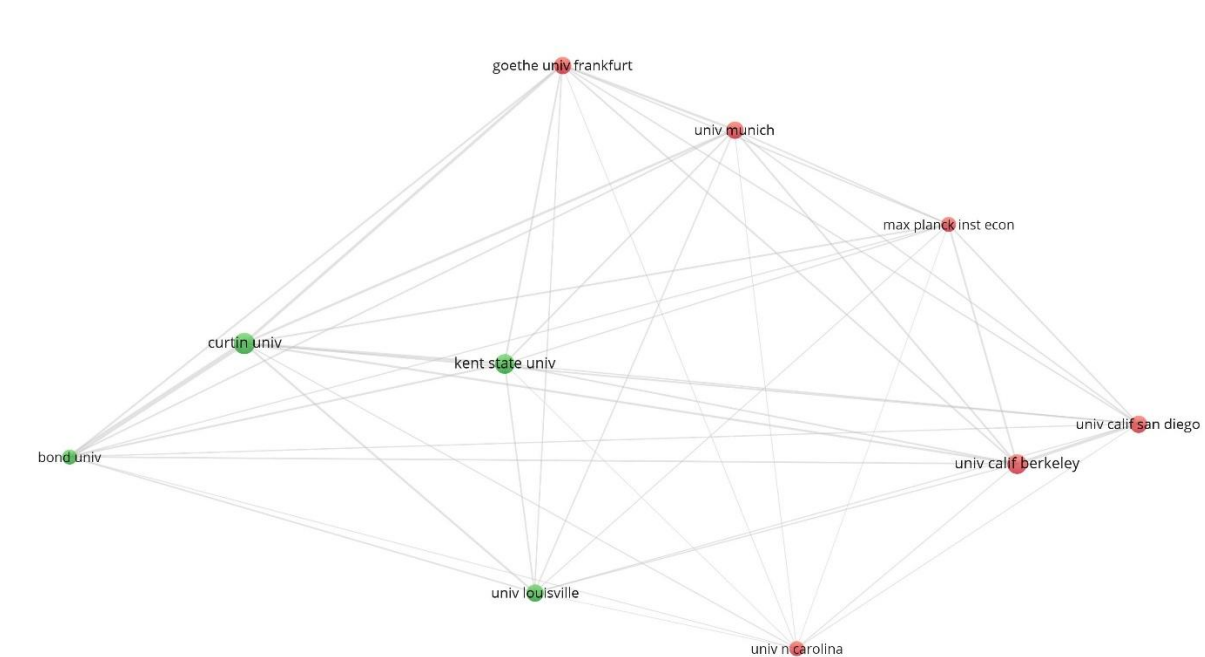 goethe univ frankfurt
univ munich
max planck inst econ
curtin univ
kent state univ
univ calif san diego
bond univ
univ calif berkeley
univ louisville
univ n carolina